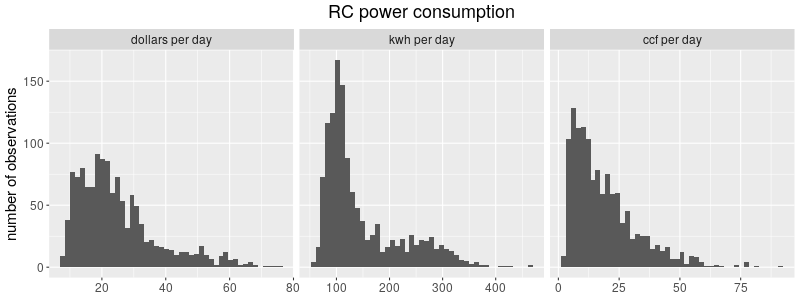 RC power consumption
dollars per day
kwh per day
ccf per day
number of observations
150
100
50
0
20 40 60 80
100 200 300 400
0 25 50 75